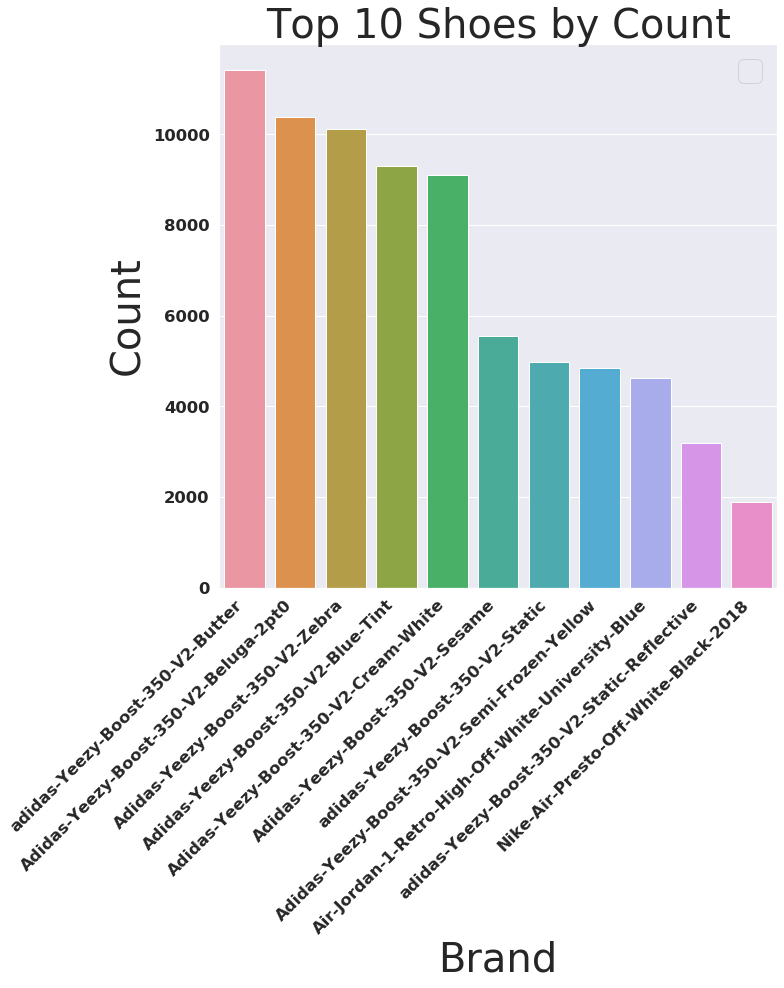 Top 10 Shoes by Count
Count
10000
8000
6000
4000
2000
0
adidas-Yeezy-Boost-350-V2-Butter
Adidas-Yeezy-Boost-350-V2-Beluga-2pt0
Adidas-Yeezy-Boost-350-V2-Zebra
Adidas-Yeezy-Boost-350-V2-Blue-Tint
Adidas-Yeezy-Boost-350-V2-Cream-White
Adidas-Yeezy-Boost-350-V2-Sesame
adidas-Yeezy-Boost-350-V2-Static
Adidas-Yeezy-Boost-350-V2-Semi-Frozen-Yellow
Air-Jordan-1-Retro-High-Off-White-University-Blue
adidas-Yeezy-Boost-350-V2-Static-Reflective
Nike-Air-Presto-Off-White-Black-2018
Brand